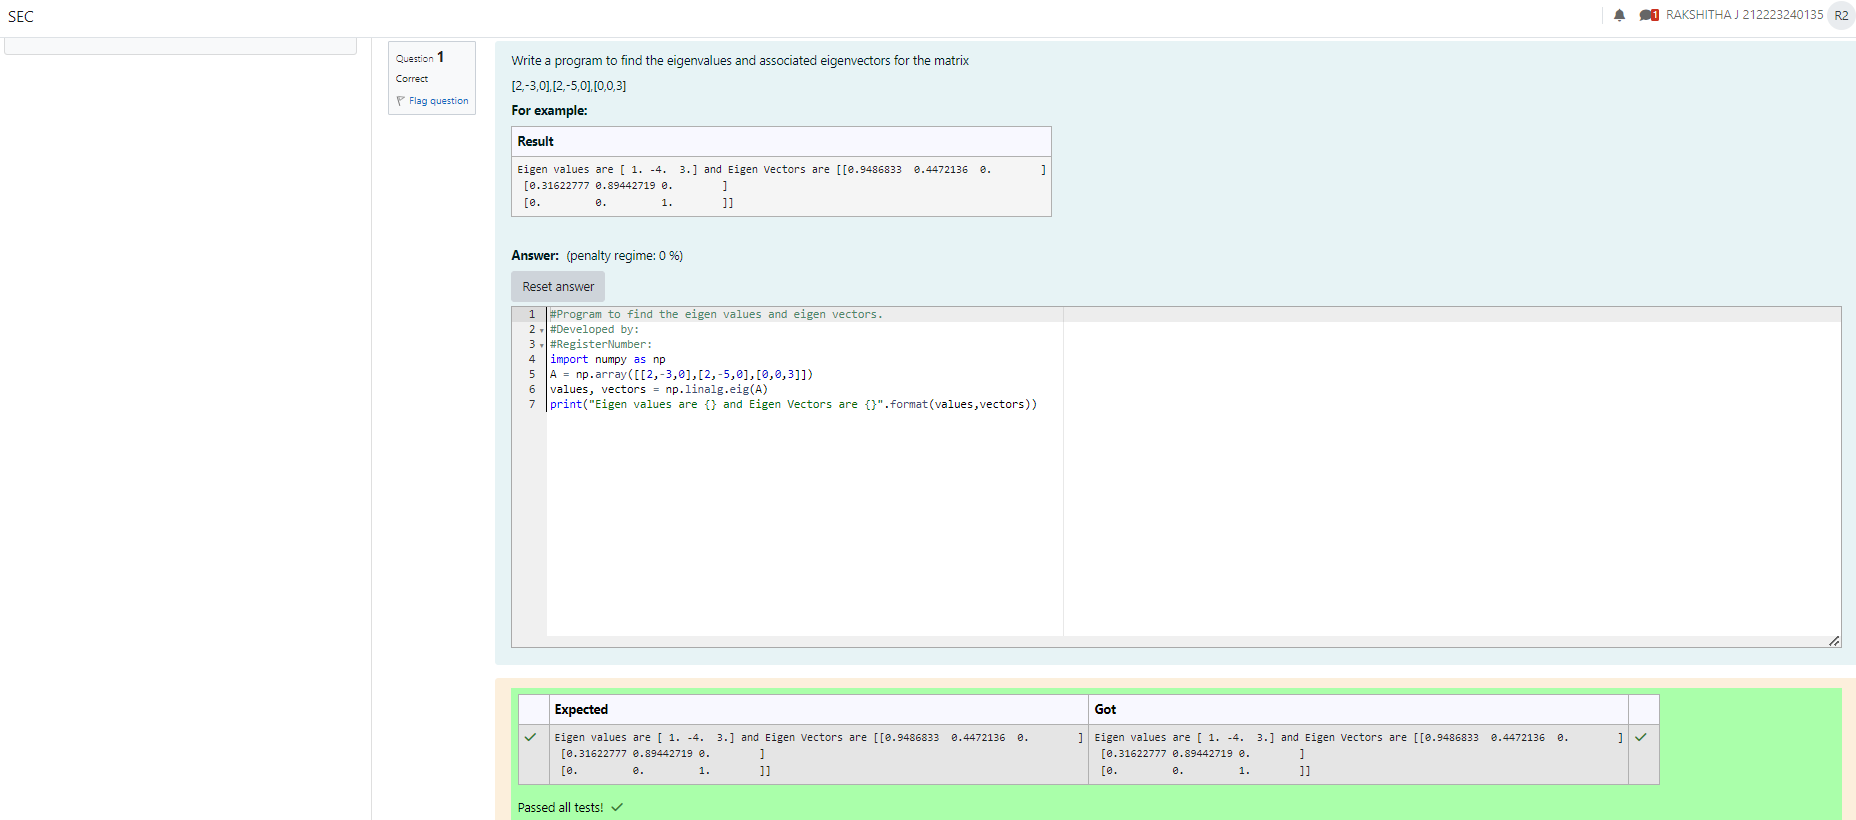 SEC
1 RAKSHITHA J 212223240135 R2
Question 1
Correct
Flag question
Write a program to find the eigenvalues and associated eigenvectors for the matrix
[2,-3,0],[2,-5,0],[0,0,3]
For example:
Result
Eigen values are [ 1. -4.  3.] and Eigen Vectors are [[0.9486833  0.4472136  0.        ]
 [0.31622777 0.89442719 0.        ]
 [0.         0.         1.        ]]
Answer: (penalty regime: 0 %)
Reset answer
1 #Program to find the eigen values and eigen vectors.
2 #Developed by:
3 #RegisterNumber:
4 import numpy as np
5 A = np.array([[2,-3,0],[2,-5,0],[0,0,3]])
6 values, vectors = np.linalg.eig(A)
7 print("Eigen values are {} and Eigen Vectors are {}".format(values,vectors))
Expected Got
Eigen values are [ 1. -4.  3.] and Eigen Vectors are [[0.9486833  0.4472136  0.        ] Eigen values are [ 1. -4.  3.] and Eigen Vectors are [[0.9486833  0.4472136  0.        ]
 [0.31622777 0.89442719 0.        ] [0.31622777 0.89442719 0.        ]
 [0.         0.         1.        ]] [0.         0.         1.        ]]
Passed all tests!